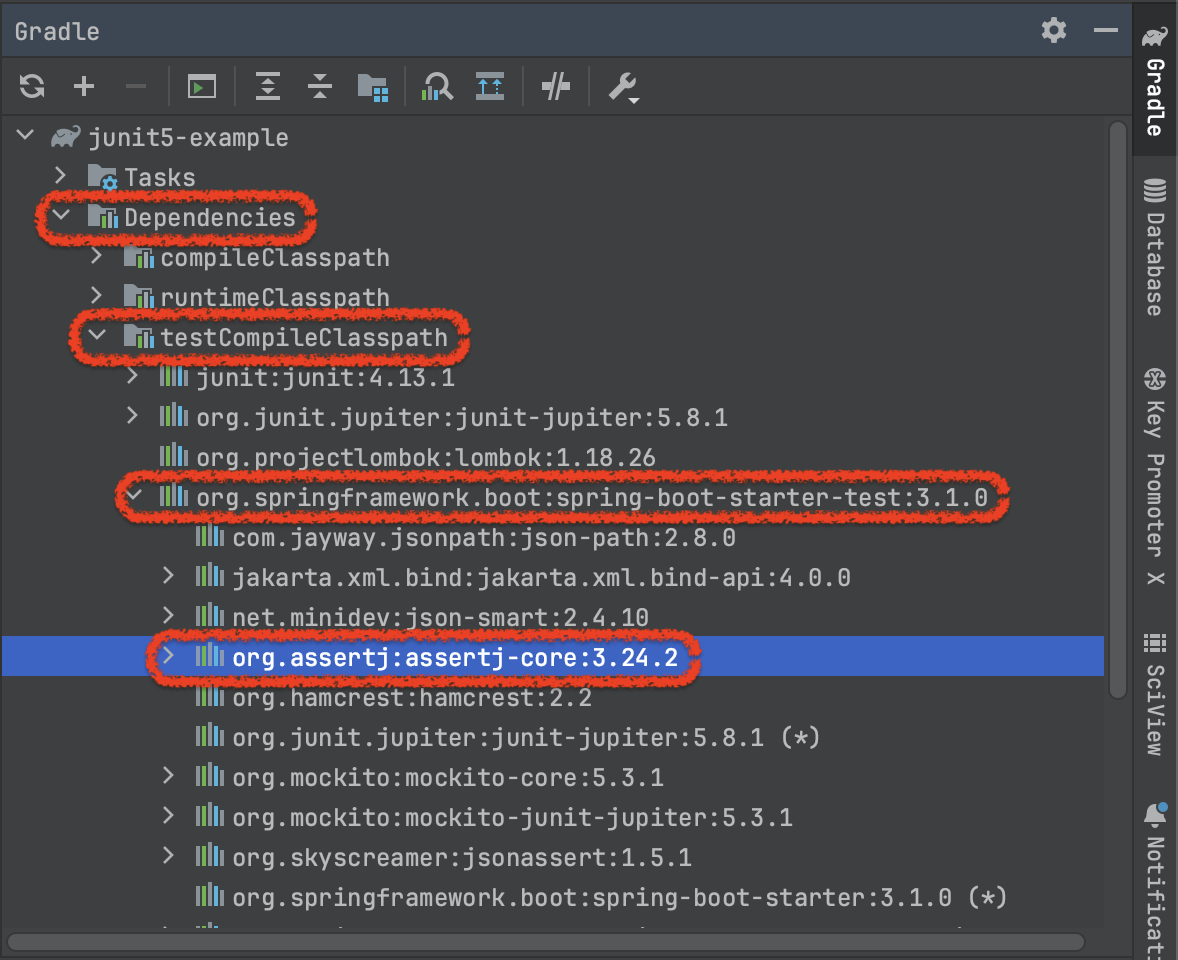 Gradle
junit5-example
Tasks
Dependencies
compileClasspath
runtimeClasspath
testCompileClasspath
junit:junit:4.13.1
org.junit.jupiter:junit-jupiter:5.8.1
org.projectlombok:lombok:1.18.26
org.springframework.boot:spring-boot-starter-test:3.1.0
com.jayway.jsonpath:json-path:2.8.0
jakarta.xml.bind:jakarta.xml.bind-api:4.0.0
net.minidev:json-smart:2.4.10
org.assertj:assertj-core:3.24.2
org.hamcrest:hamcrest:2.2
org.junit.jupiter:junit-jupiter:5.8.1 (*)
org.mockito:mockito-core:5.3.1
org.mockito:mockito-junit-jupiter:5.3.1
org.skyscreamer:jsonassert:1.5.1
org.springframework.boot:spring-boot-starter:3.1.0 (*)
Gradle
Database
Key Promoter X
SciView
Notificati